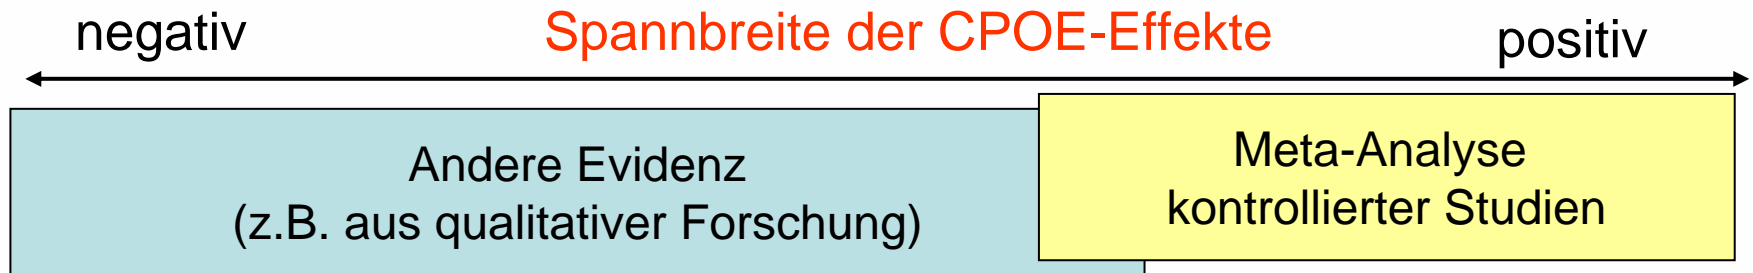 negativ Spannbreite der CPOE-Effekte positiv
Andere Evidenz
(z.B. aus qualitativer Forschung)
Meta-Analyse
kontrollierter Studien